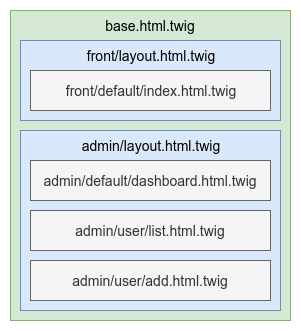 base.html.twig
front/layout.html.twig
front/default/index.html.twig
admin/layout.html.twig
admin/default/dashboard.html.twig
admin/user/list.html.twig
admin/user/add.html.twig